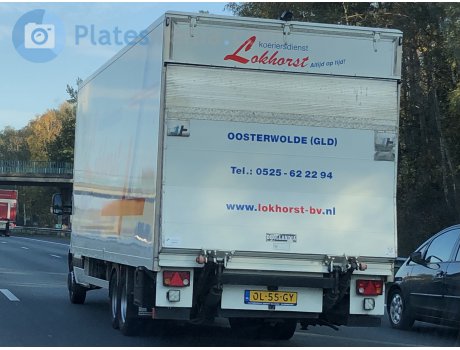 Plates
koeriersdienst
Lokhorst
Altijd op tijd!
OOSTERWOLDE (GLD)
Tel.: 0525 - 62 22 94
www.lokhorst-bv.nl
OL-55-GY